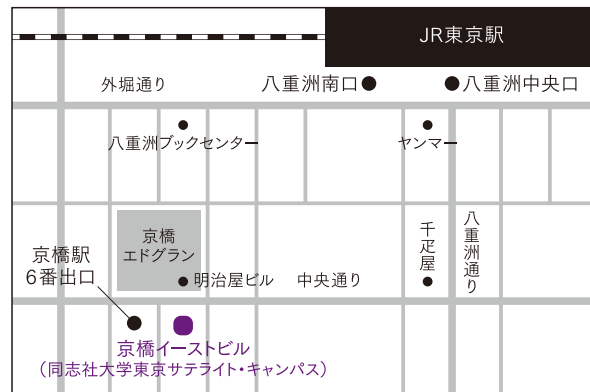 JR東京駅
外堀通り
八重洲南口
八重洲中央口
八重洲ブックセンター
ヤンマー
京橋
エドグラン
千疋屋
八重洲通り
京橋駅
6番出口
明治屋ビル
中央通り
京橋イーストビル
(同志社大学東京サテライト・キャンパス)